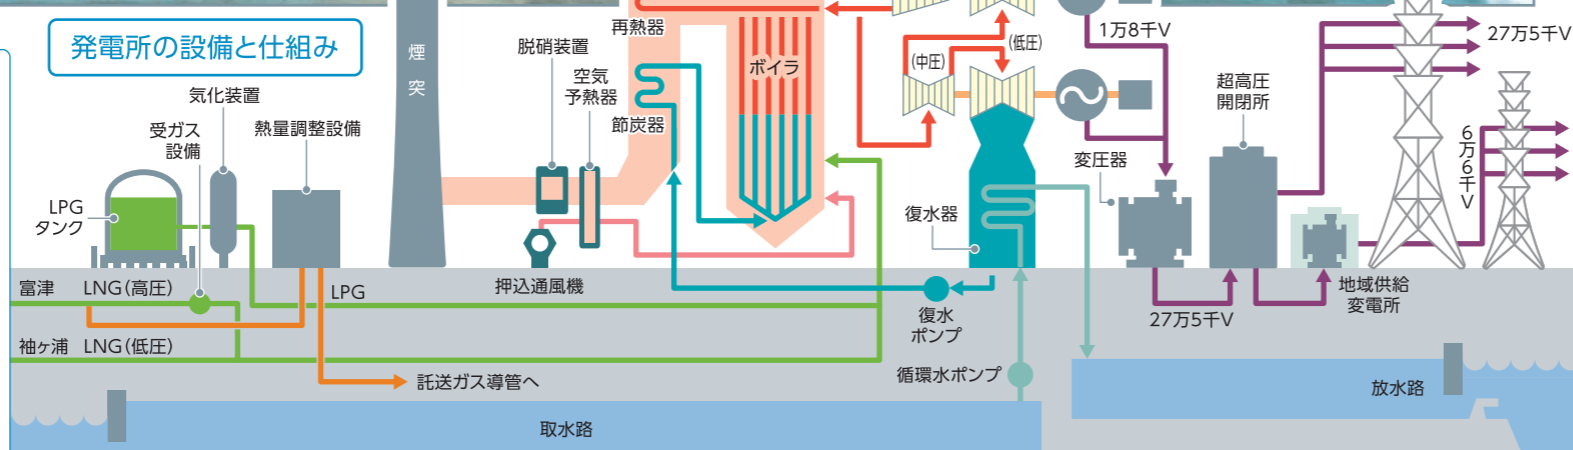 発電所の設備と仕組み
煙
突
再熱器
脱硝装置
空気
予熱器
節炭器
ボイラ
(中圧)
(低圧)
1万8千V
超高圧
開閉所
27万5千V
気化装置
受ガス
設備
熱量調整設備
LPG
タンク
復水器
変圧器
6万6千V
富津 LNG(高圧)
LPG
押込通風機
復水
ポンプ
27万5千V
地域供給
変電所
袖ヶ浦 LNG(低圧)
託送ガス導管へ
循環水ポンプ
放水路
取水路